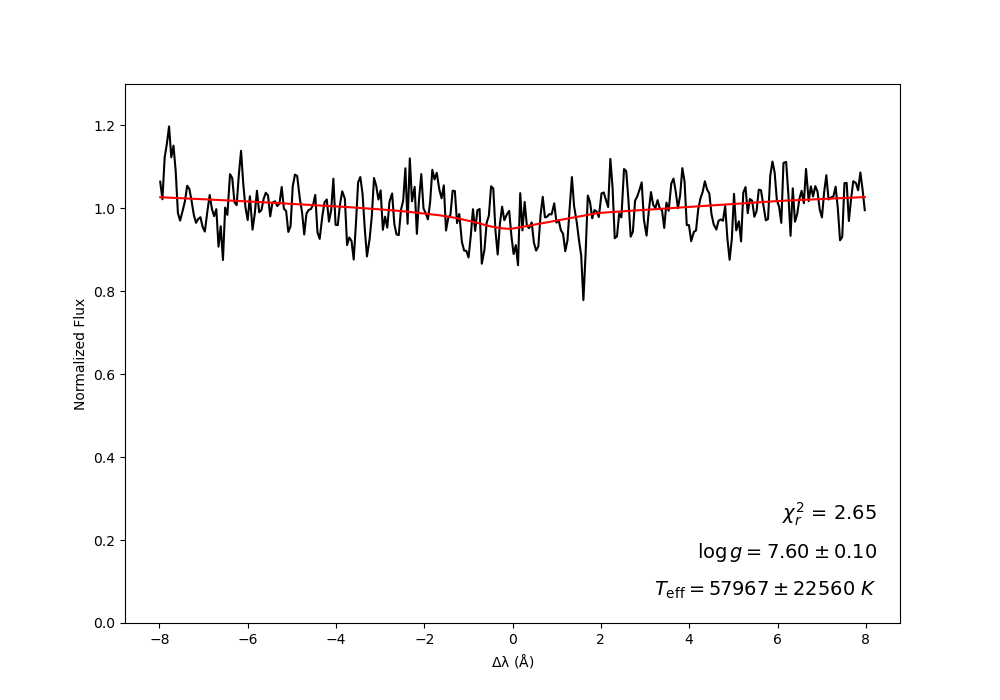 1.2
1.0
0.8
0.6
0.4
0.2
0.0
Normalized Flux
χ²ᵣ = 2.65
log g = 7.60 ± 0.10
T_eff = 57967 ± 22560 K
−8 −6 −4 −2 0 2 4 6 8
Δλ (Å)